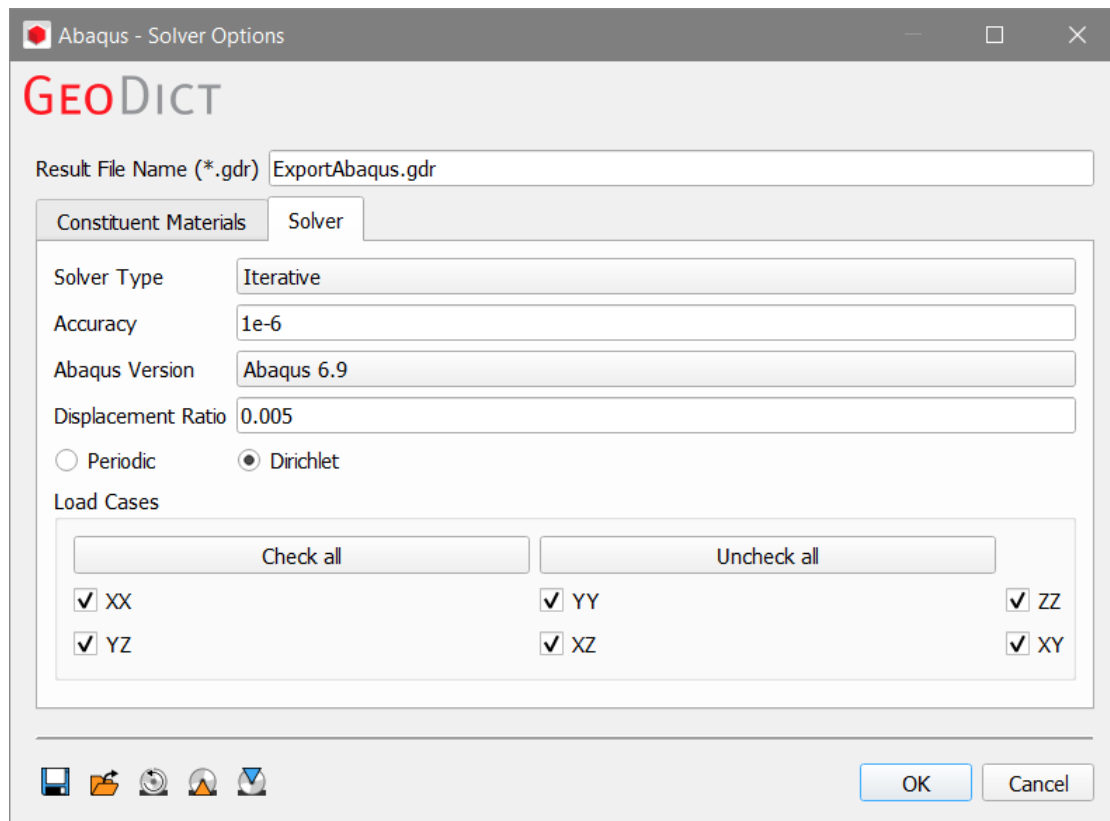 Abaqus - Solver Options
GEODICT
Result File Name (*.gdr) ExportAbaqus.gdr
Constituent Materials Solver
Solver Type Iterative
Accuracy 1e-6
Abaqus Version Abaqus 6.9
Displacement Ratio 0.005
Periodic Dirichlet
Load Cases
Check all Uncheck all
XX YY ZZ
YZ XZ XY
OK Cancel